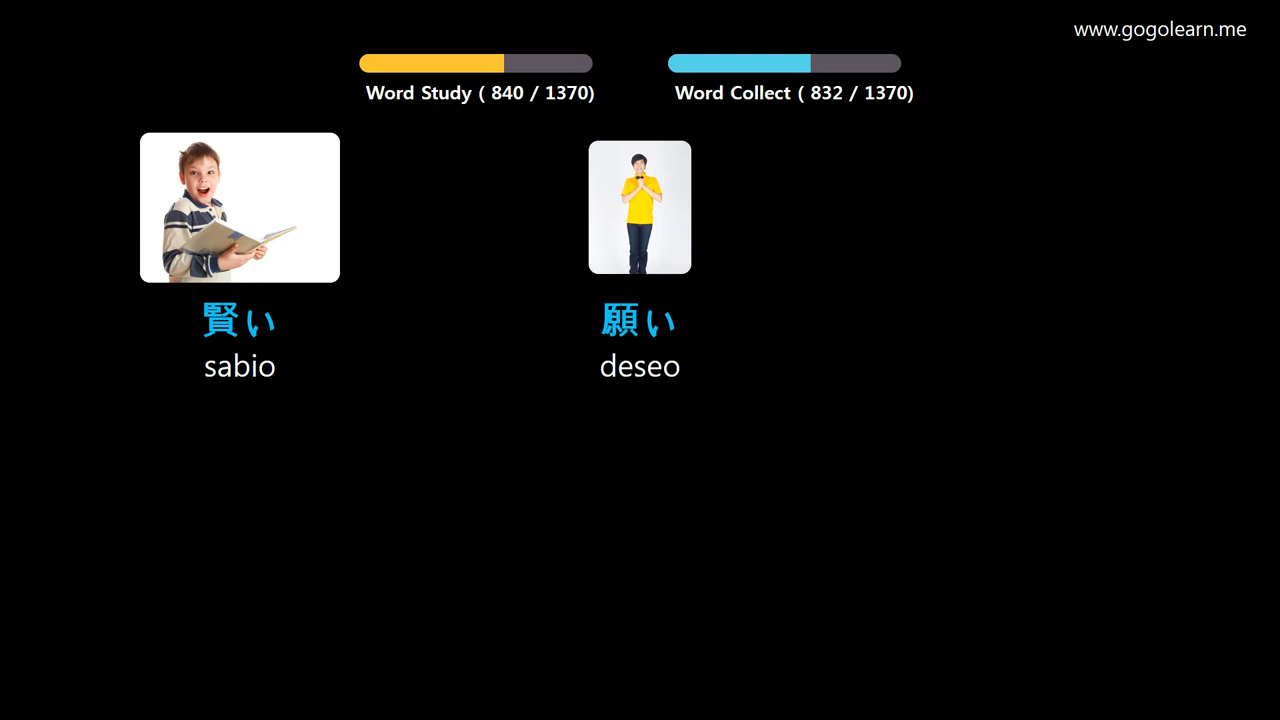 www.gogolearn.me
Word Study ( 840 / 1370)
Word Collect ( 832 / 1370)
賢い
sabio
願い
deseo